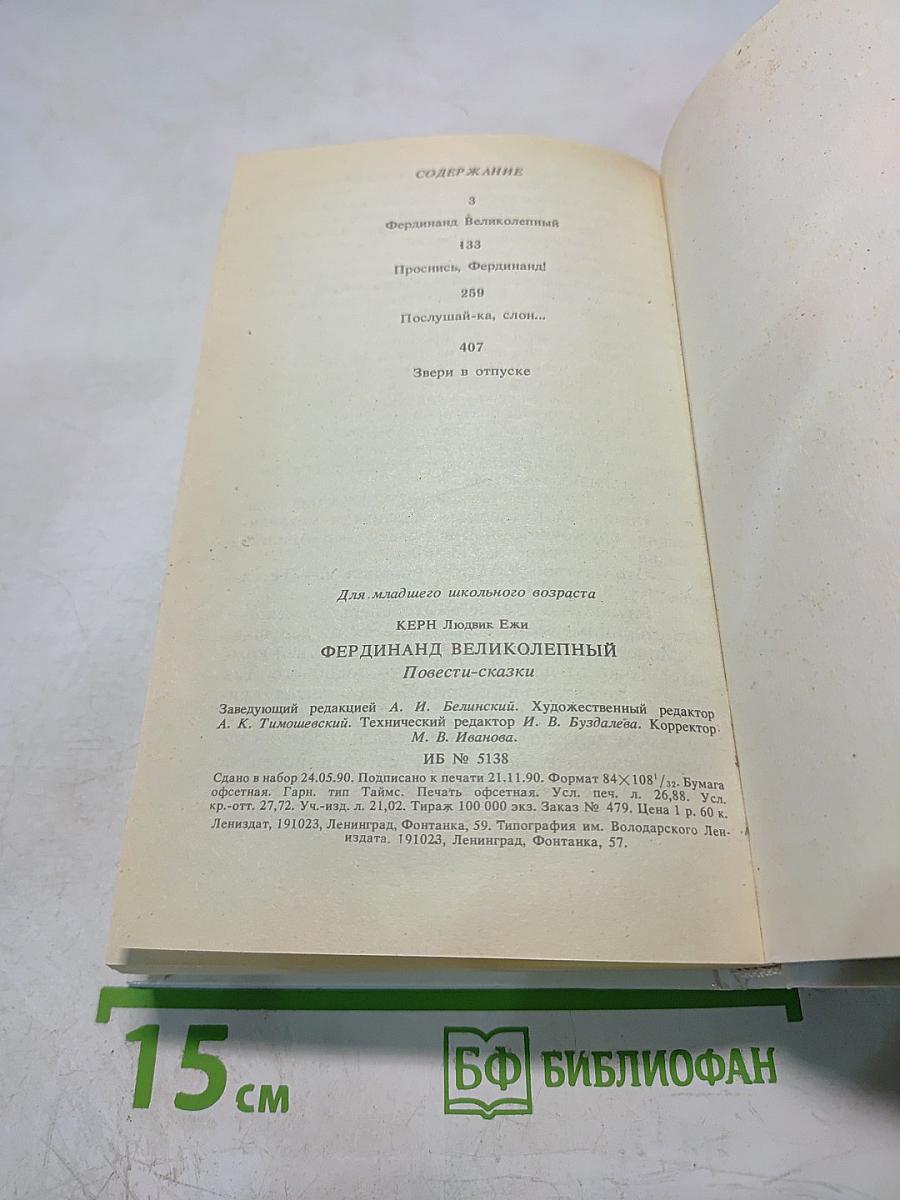 СОДЕРЖАНИЕ
3
Фердинанд Великолепный
133
Проснись, Фердинанд!
259
Послушай-ка, слон...
407
Звери в отпуске
Для младшего школьного возраста
КЕРН Людвик Ежи
ФЕРДИНАНД ВЕЛИКОЛЕПНЫЙ
Повести-сказки
Заведующий редакцией А. И. Белинский. Художественный редактор
А. К. Тимошевский. Технический редактор И. В. Буздалева. Корректор
М. В. Иванова.
ИБ № 5138
Сдано в набор 24.05.90. Подписано к печати 21.11.90. Формат 84×108¹/₃₂. Бумага
офсетная. Гарн. тип Таймс. Печать офсетная. Усл. печ. л. 26,88. Усл.
кр.-отт. 27,72. Уч.-изд. л. 21,02. Тираж 100 000 экз. Заказ № 479. Цена 1 р. 60 к.
Лениздат, 191023, Ленинград, Фонтанка, 59. Типография им. Володарского Лен-
издата. 191023, Ленинград, Фонтанка, 57.
15 см
БФ БИБЛИОФАН